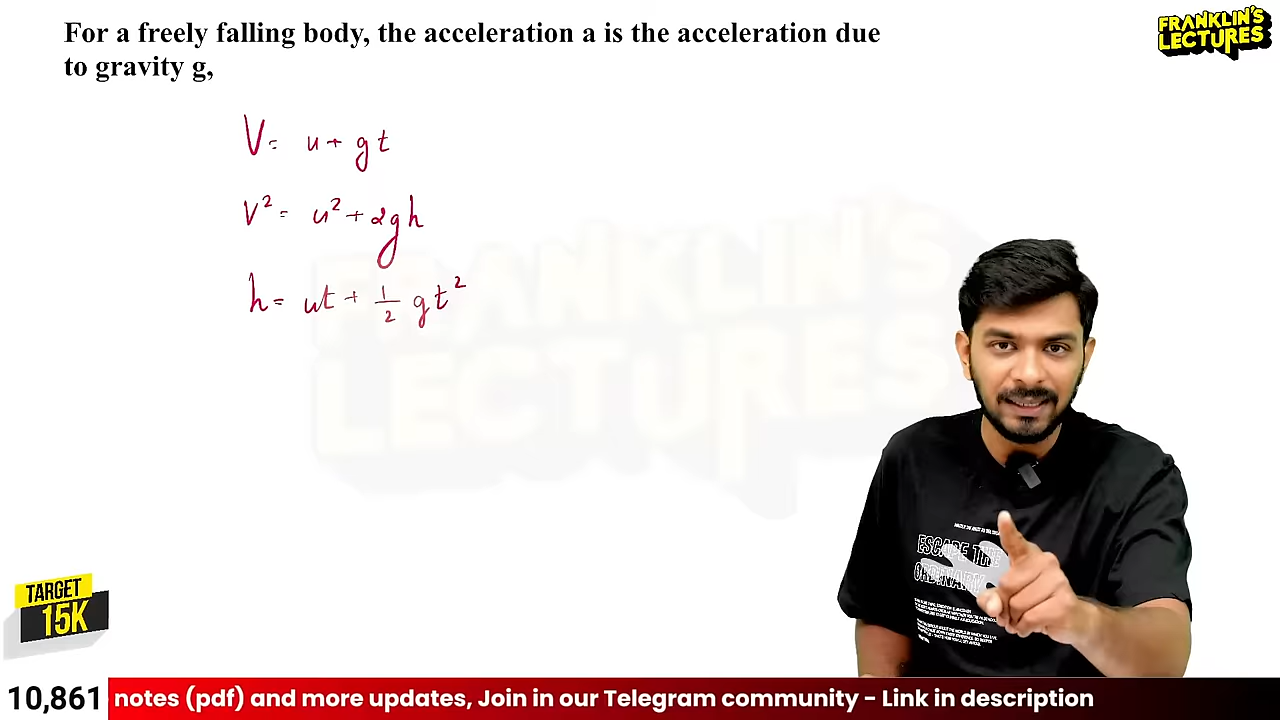 For a freely falling body, the acceleration a is the acceleration due
to gravity g,
FRANKLIN'S
LECTURES
V = u + gt
V² = u² + 2gh
h = ut + 1/2 gt²
FRANKLIN'S
LECTURES
ESCAPE THE
ORDINARY
TARGET
15K
10,861
notes (pdf) and more updates, Join in our Telegram community - Link in description